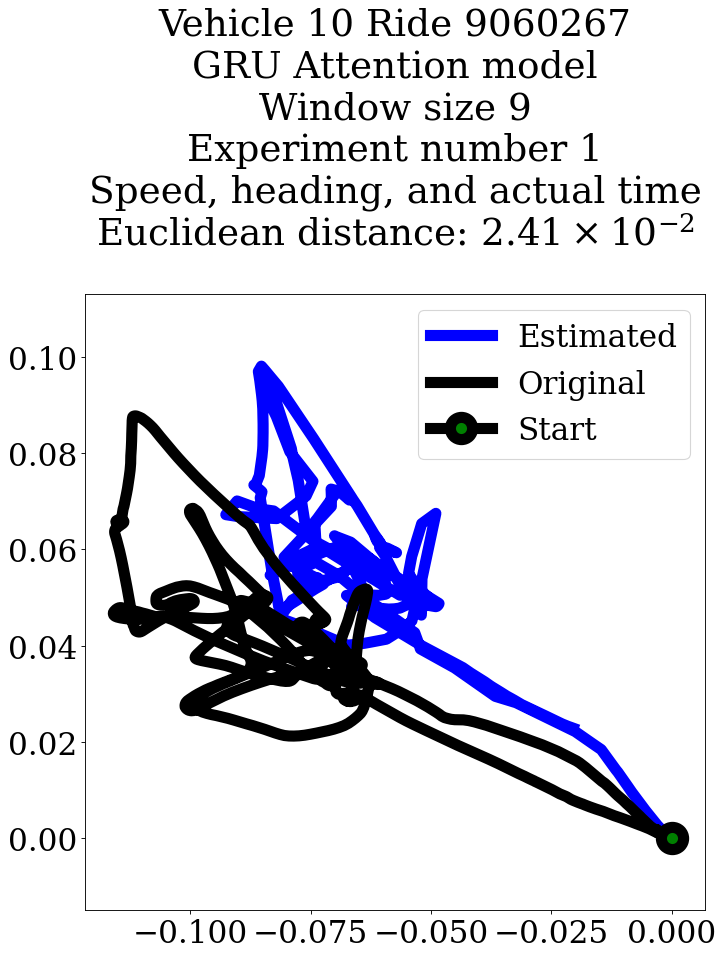 Vehicle 10 Ride 9060267
GRU Attention model
Window size 9
Experiment number 1
Speed, heading, and actual time
Euclidean distance: 2.41 × 10⁻²
Estimated
Original
Start
0.10
0.08
0.06
0.04
0.02
0.00
−0.100 −0.075 −0.050 −0.025 0.000